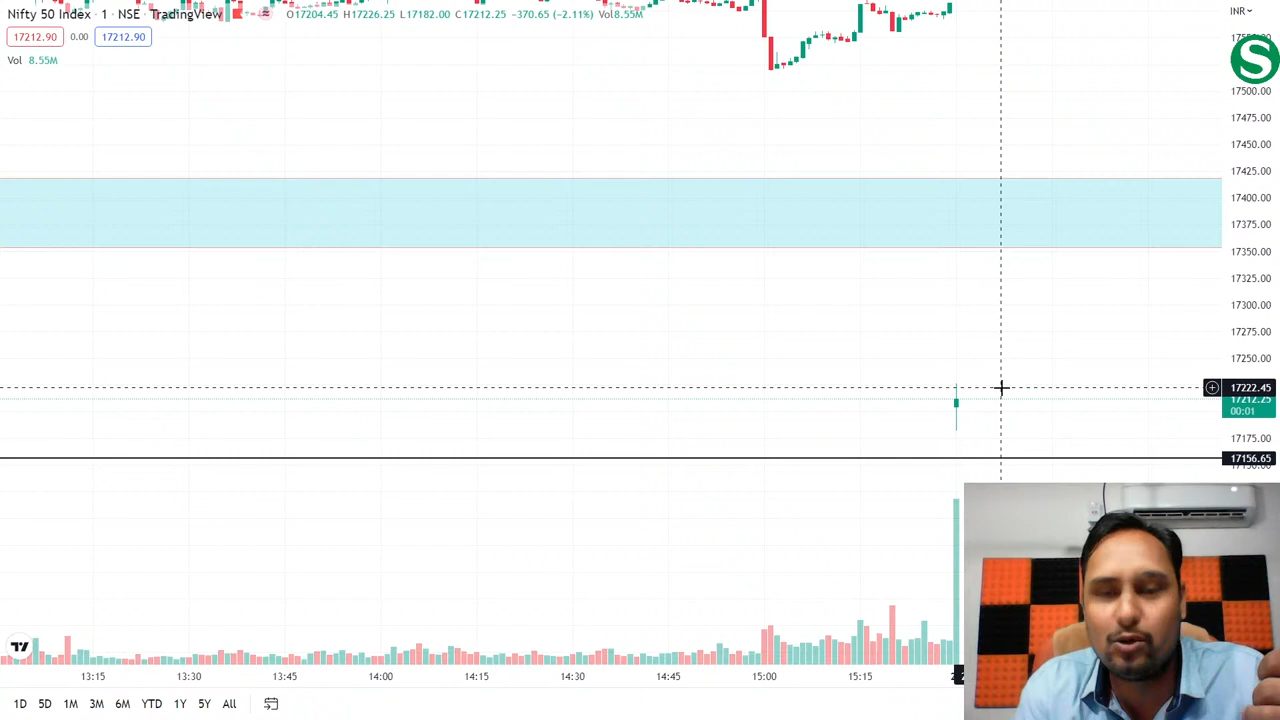 Nifty 50 Index · 1 · NSE · TradingView O17204.45 H17226.25 L17182.00 C17212.25 -370.65 (-2.11%) Vol8.55M
INR
17212.90 0.00 17212.90
Vol 8.55M
S
17500.00
17475.00
17450.00
17425.00
17400.00
17375.00
17350.00
17325.00
17300.00
17275.00
17250.00
17222.45
17212.25
00:01
17175.00
17156.65
13:15 13:30 13:45 14:00 14:15 14:30 14:45 15:00 15:15
1D 5D 1M 3M 6M YTD 1Y 5Y All